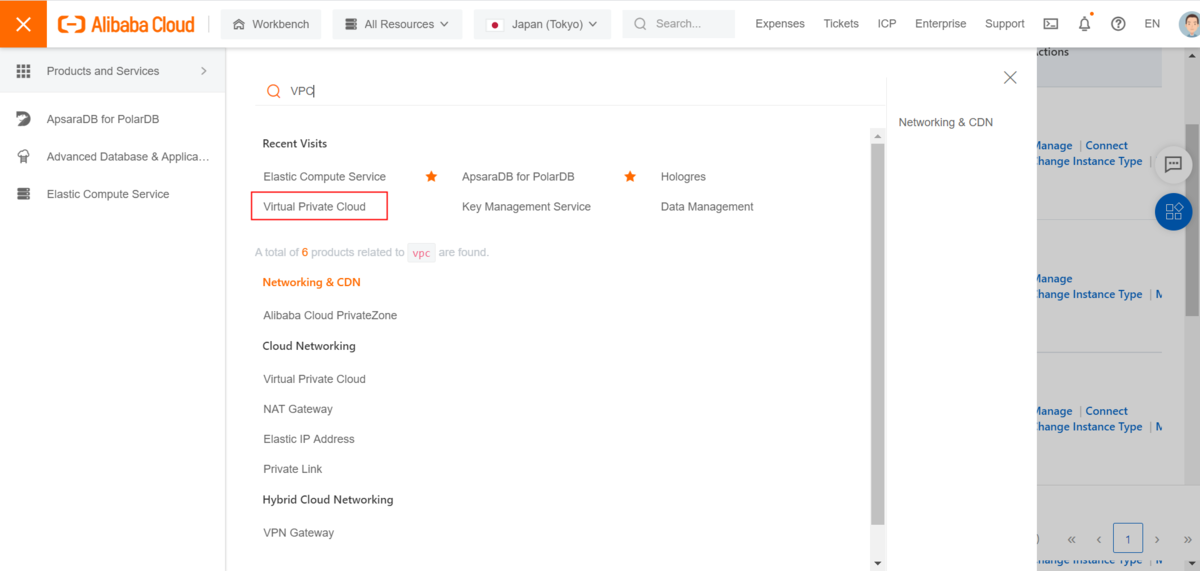 Alibaba Cloud
Workbench
All Resources
Japan (Tokyo)
Search...
Expenses
Tickets
ICP
Enterprise
Support
EN
Products and Services
ApsaraDB for PolarDB
Advanced Database & Applica...
Elastic Compute Service
VPC
Recent Visits
Elastic Compute Service
ApsaraDB for PolarDB
Hologres
Virtual Private Cloud
Key Management Service
Data Management
A total of 6 products related to vpc are found.
Networking & CDN
Alibaba Cloud PrivateZone
Cloud Networking
Virtual Private Cloud
NAT Gateway
Elastic IP Address
Private Link
Hybrid Cloud Networking
VPN Gateway
Networking & CDN
ctions
Manage | Connect
hange Instance Type |
Manage
hange Instance Type | M
Manage | Connect
hange Instance Type | M
1
hange Instance Type | M